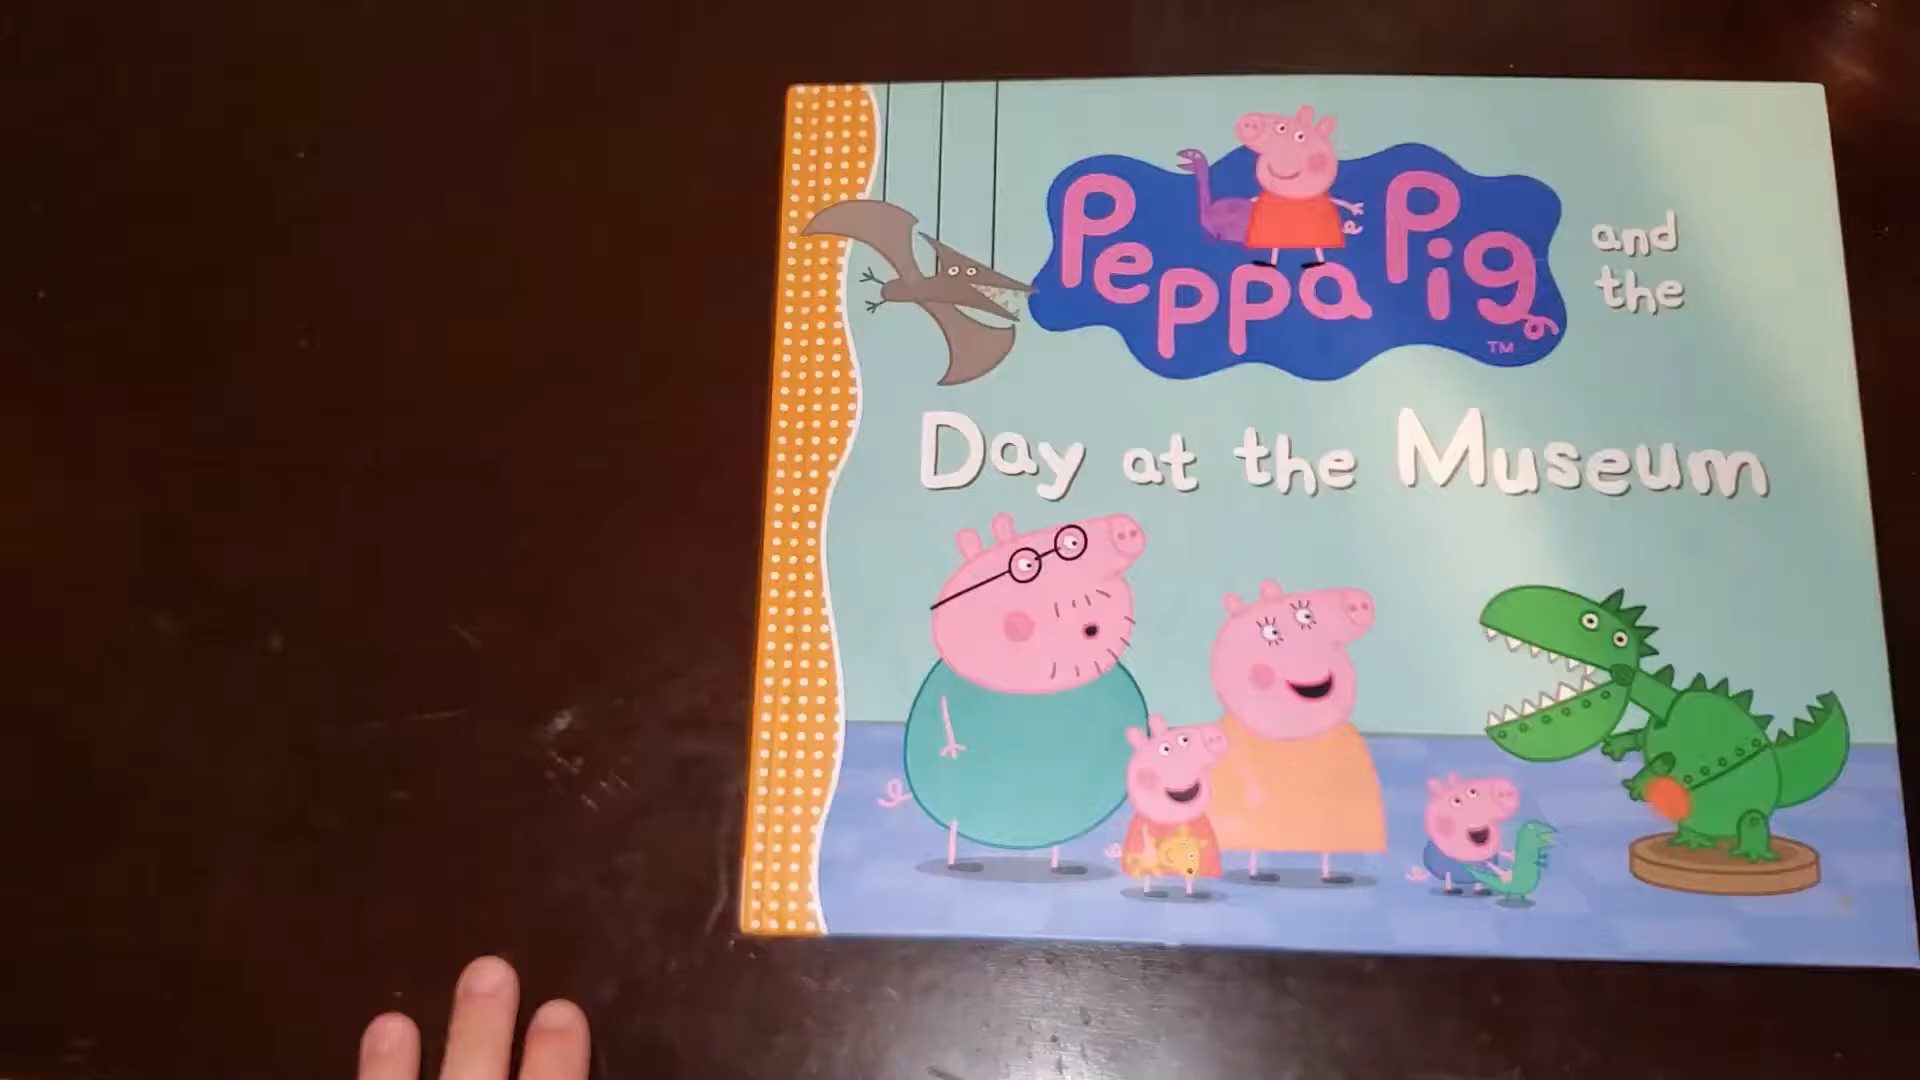 Peppa Pig
TM
and
the
Day at the Museum